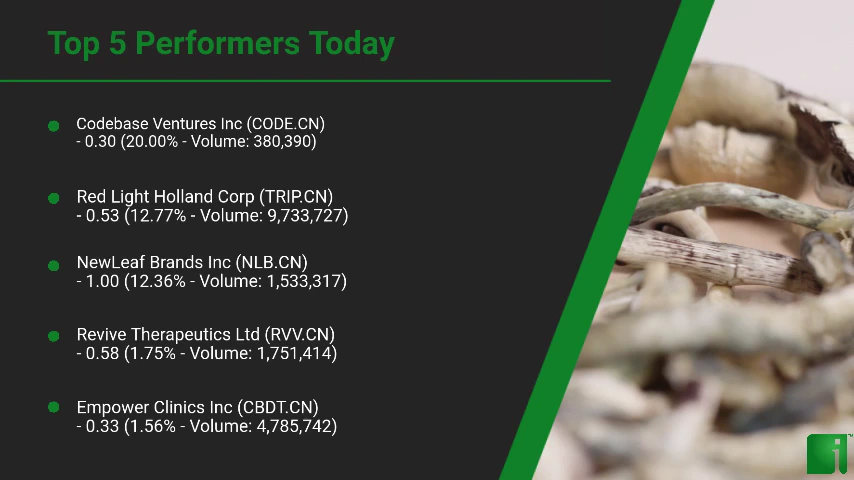 Top 5 Performers Today
Codebase Ventures Inc (CODE.CN)
- 0.30 (20.00% - Volume: 380,390)
Red Light Holland Corp (TRIP.CN)
- 0.53 (12.77% - Volume: 9,733,727)
NewLeaf Brands Inc (NLB.CN)
- 1.00 (12.36% - Volume: 1,533,317)
Revive Therapeutics Ltd (RVV.CN)
- 0.58 (1.75% - Volume: 1,751,414)
Empower Clinics Inc (CBDT.CN)
- 0.33 (1.56% - Volume: 4,785,742)
i